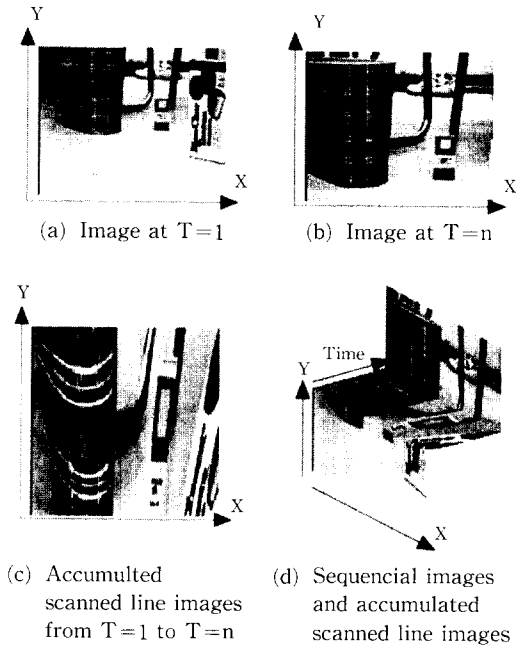 Y
X
(a) Image at T=1
Y
X
(b) Image at T=n
Y
X
(c) Accumulted
scanned line images
from T=1 to T=n
Time
Y
X
(d) Sequencial images
and accumulated
scanned line images